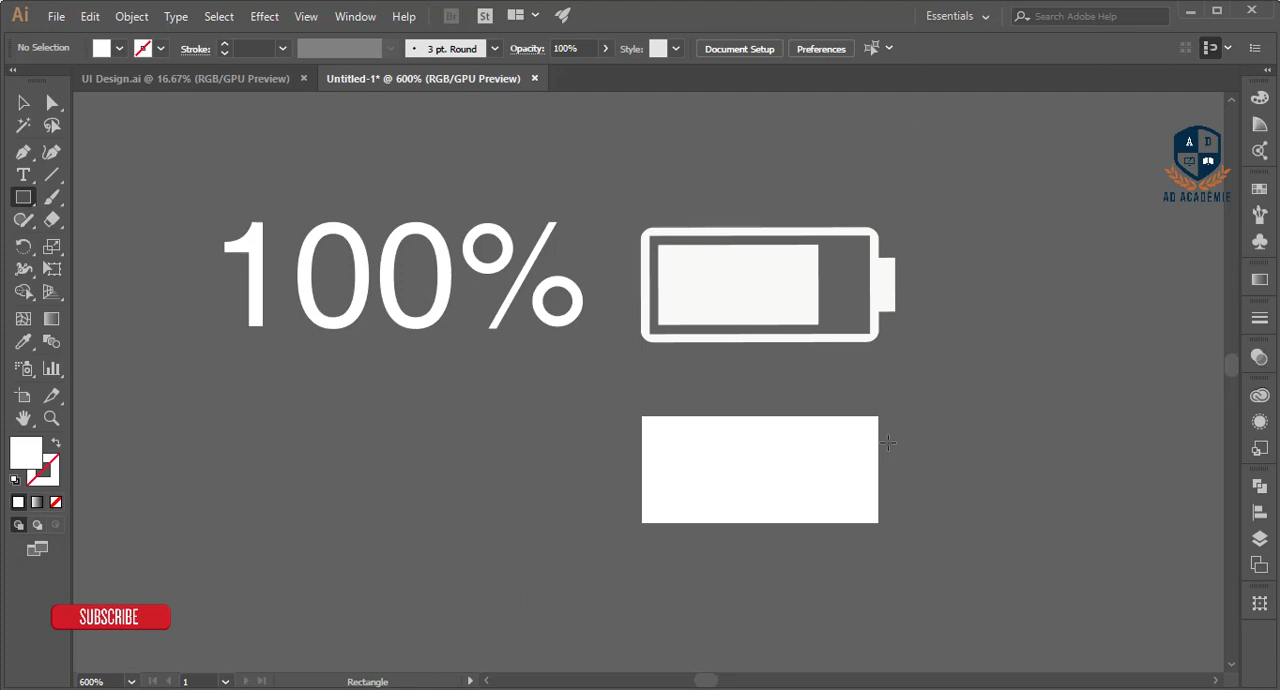 Ai File Edit Object Type Select Effect View Window Help Br St Essentials Search Adobe Help
No Selection Stroke: 3 pt. Round Opacity: 100% Style: Document Setup Preferences
UI Design.ai @ 16.67% (RGB/GPU Preview) × Untitled-1* @ 600% (RGB/GPU Preview) ×
A D
AD ACADÉMIE
100%
SUBSCRIBE
600% 1 Rectangle